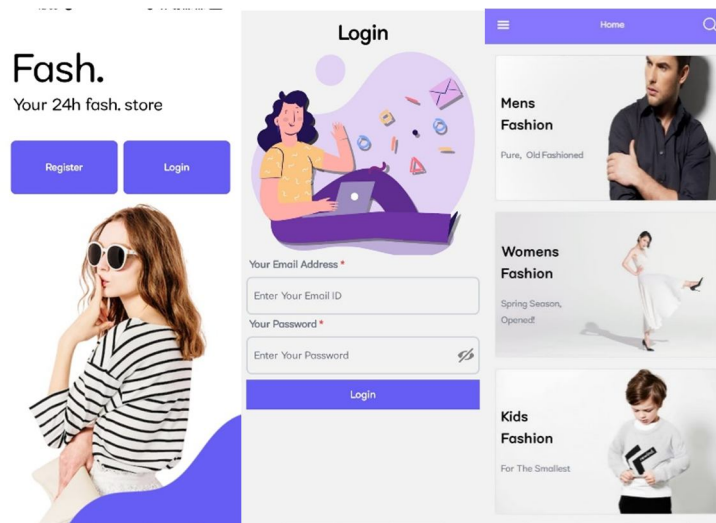 Fash.
Your 24h fash. store
Register
Login
Login
Your Email Address *
Enter Your Email ID
Your Password *
Enter Your Password
Login
Home
Mens
Fashion
Pure, Old Fashioned
Womens
Fashion
Spring Season,
Opened!
Kids
Fashion
For The Smallest